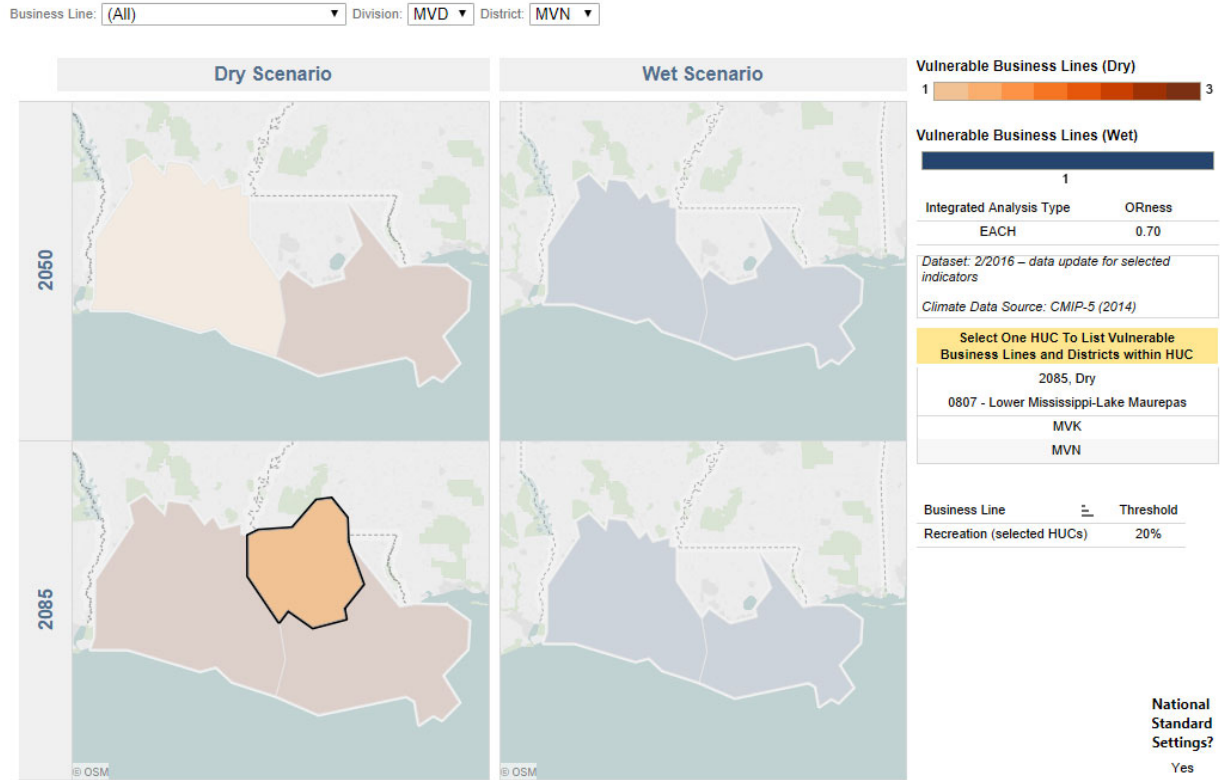 Business Line: (All) Division: MVD District: MVN
Dry Scenario
Wet Scenario
2050
2085
© OSM
© OSM
Vulnerable Business Lines (Dry)
1 3
Vulnerable Business Lines (Wet)
1
Integrated Analysis Type ORness
EACH 0.70
Dataset: 2/2016 – data update for selected
indicators
Climate Data Source: CMIP-5 (2014)
Select One HUC To List Vulnerable
Business Lines and Districts within HUC
2085, Dry
0807 - Lower Mississippi-Lake Maurepas
MVK
MVN
Business Line Threshold
Recreation (selected HUCs) 20%
National
Standard
Settings?
Yes